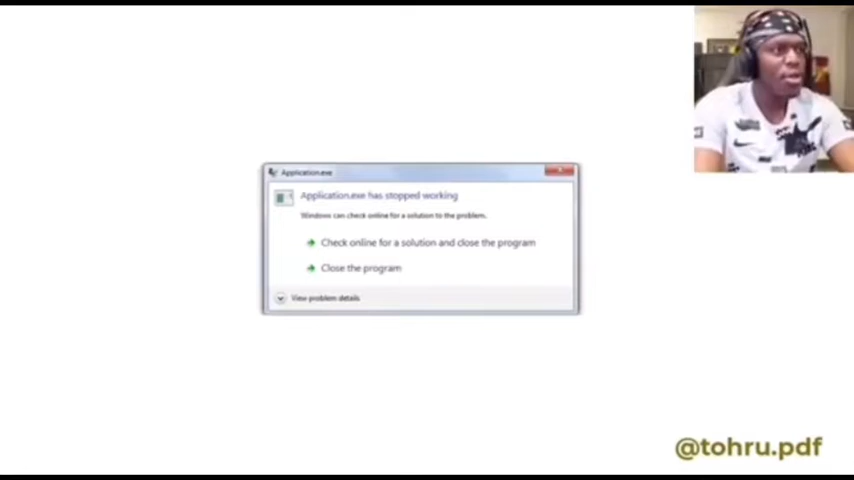 Application.exe
Application.exe has stopped working
Windows can check online for a solution to the problem.
Check online for a solution and close the program
Close the program
View problem details
@tohru.pdf